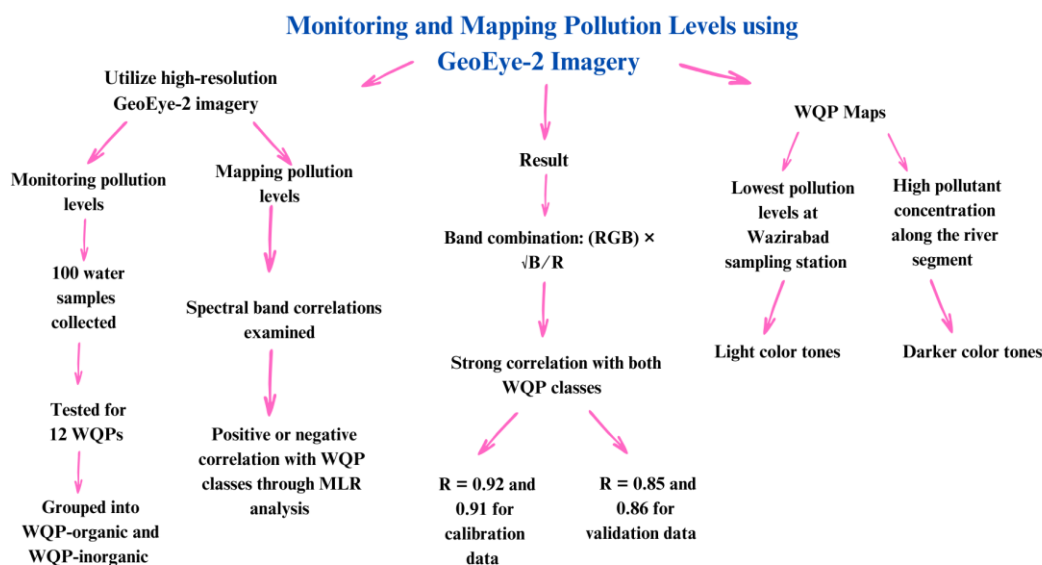 Monitoring and Mapping Pollution Levels using
GeoEye-2 Imagery
Utilize high-resolution
GeoEye-2 imagery
Monitoring pollution
levels
100 water
samples
collected
Tested for
12 WQPs
Grouped into
WQP-organic and
WQP-inorganic
Mapping pollution
levels
Spectral band correlations
examined
Positive or negative
correlation with WQP
classes through MLR
analysis
Result
Band combination: (RGB) ×
√B/R
Strong correlation with both
WQP classes
R = 0.92 and
0.91 for
calibration
data
R = 0.85 and
0.86 for
validation data
WQP Maps
Lowest pollution
levels at
Wazirabad
sampling station
Light color tones
High pollutant
concentration
along the river
segment
Darker color tones